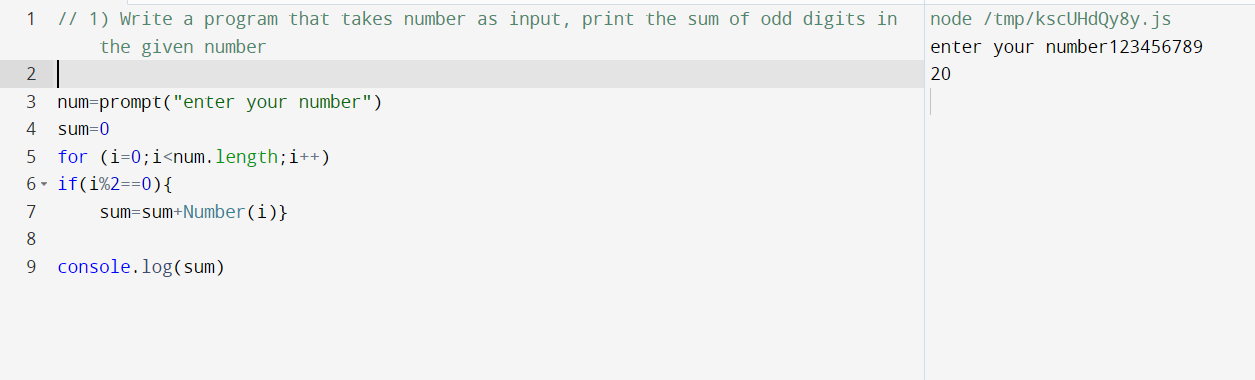 1 // 1) Write a program that takes number as input, print the sum of odd digits in
the given number
2
3 num=prompt("enter your number")
4 sum=0
5 for (i=0;i<num.length;i++)
6 if(i%2==0){
7 sum=sum+Number(i)}
8
9 console.log(sum)
node /tmp/kscUHdQy8y.js
enter your number123456789
20